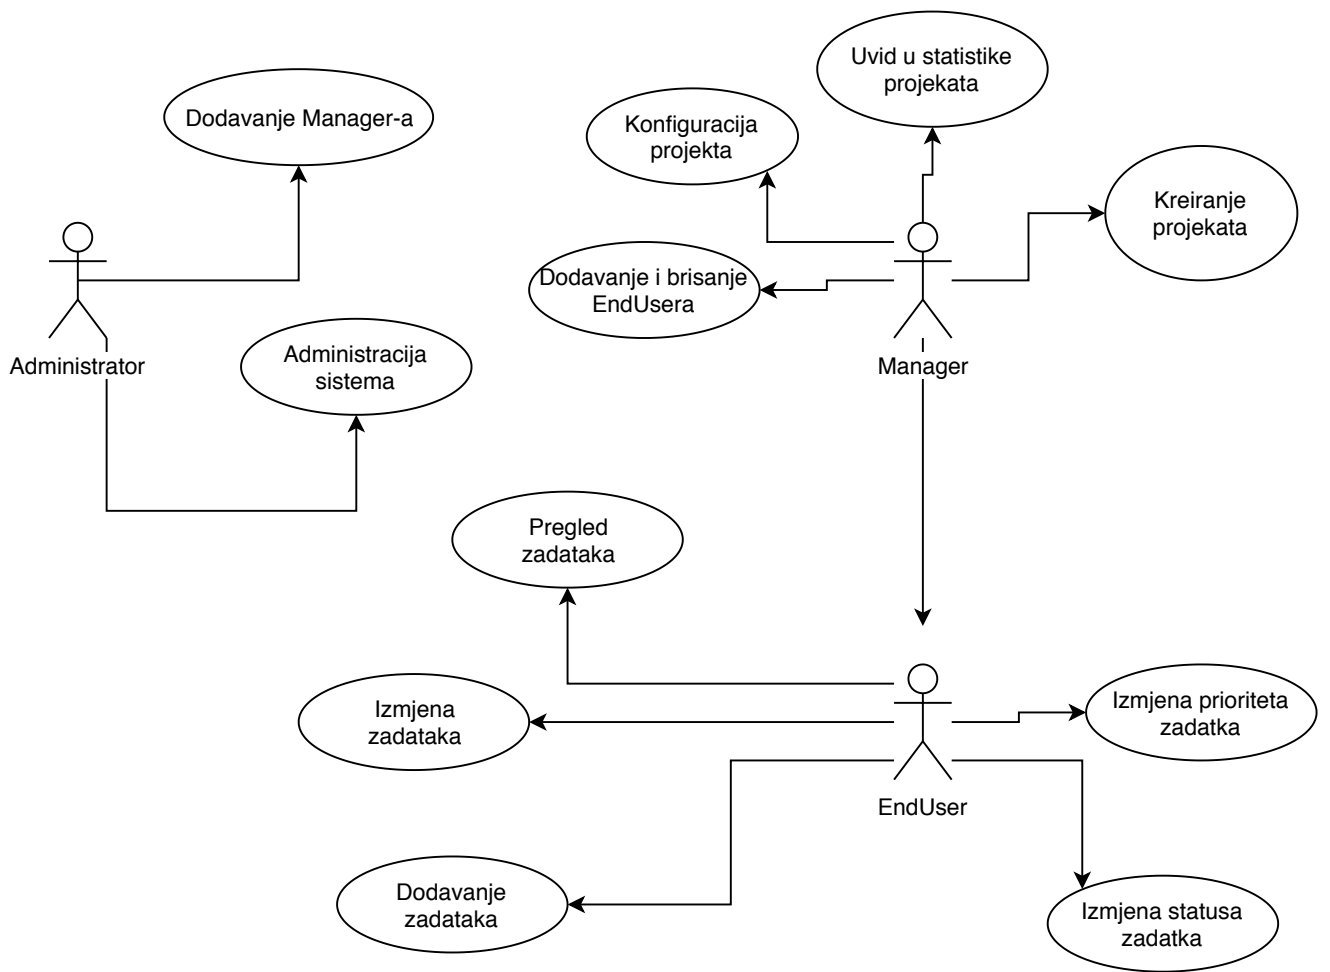 Uvid u statistike
projekata
Dodavanje Manager-a
Konfiguracija
projekta
Kreiranje
projekata
Dodavanje i brisanje
EndUsera
Administrator
Administracija
sistema
Manager
Pregled
zadataka
Izmjena
zadataka
Izmjena prioriteta
zadatka
EndUser
Dodavanje
zadataka
Izmjena statusa
zadatka